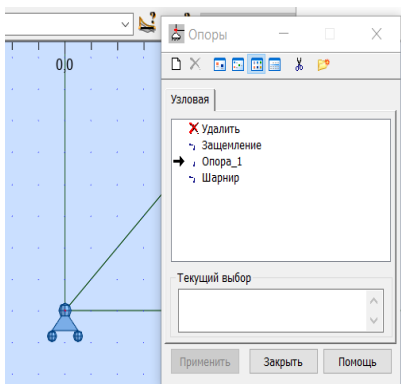 Опоры
0,0
Узловая
Удалить
Защемление
Опора_1
Шарнир
Текущий выбор
Применить
Закрыть
Помощь